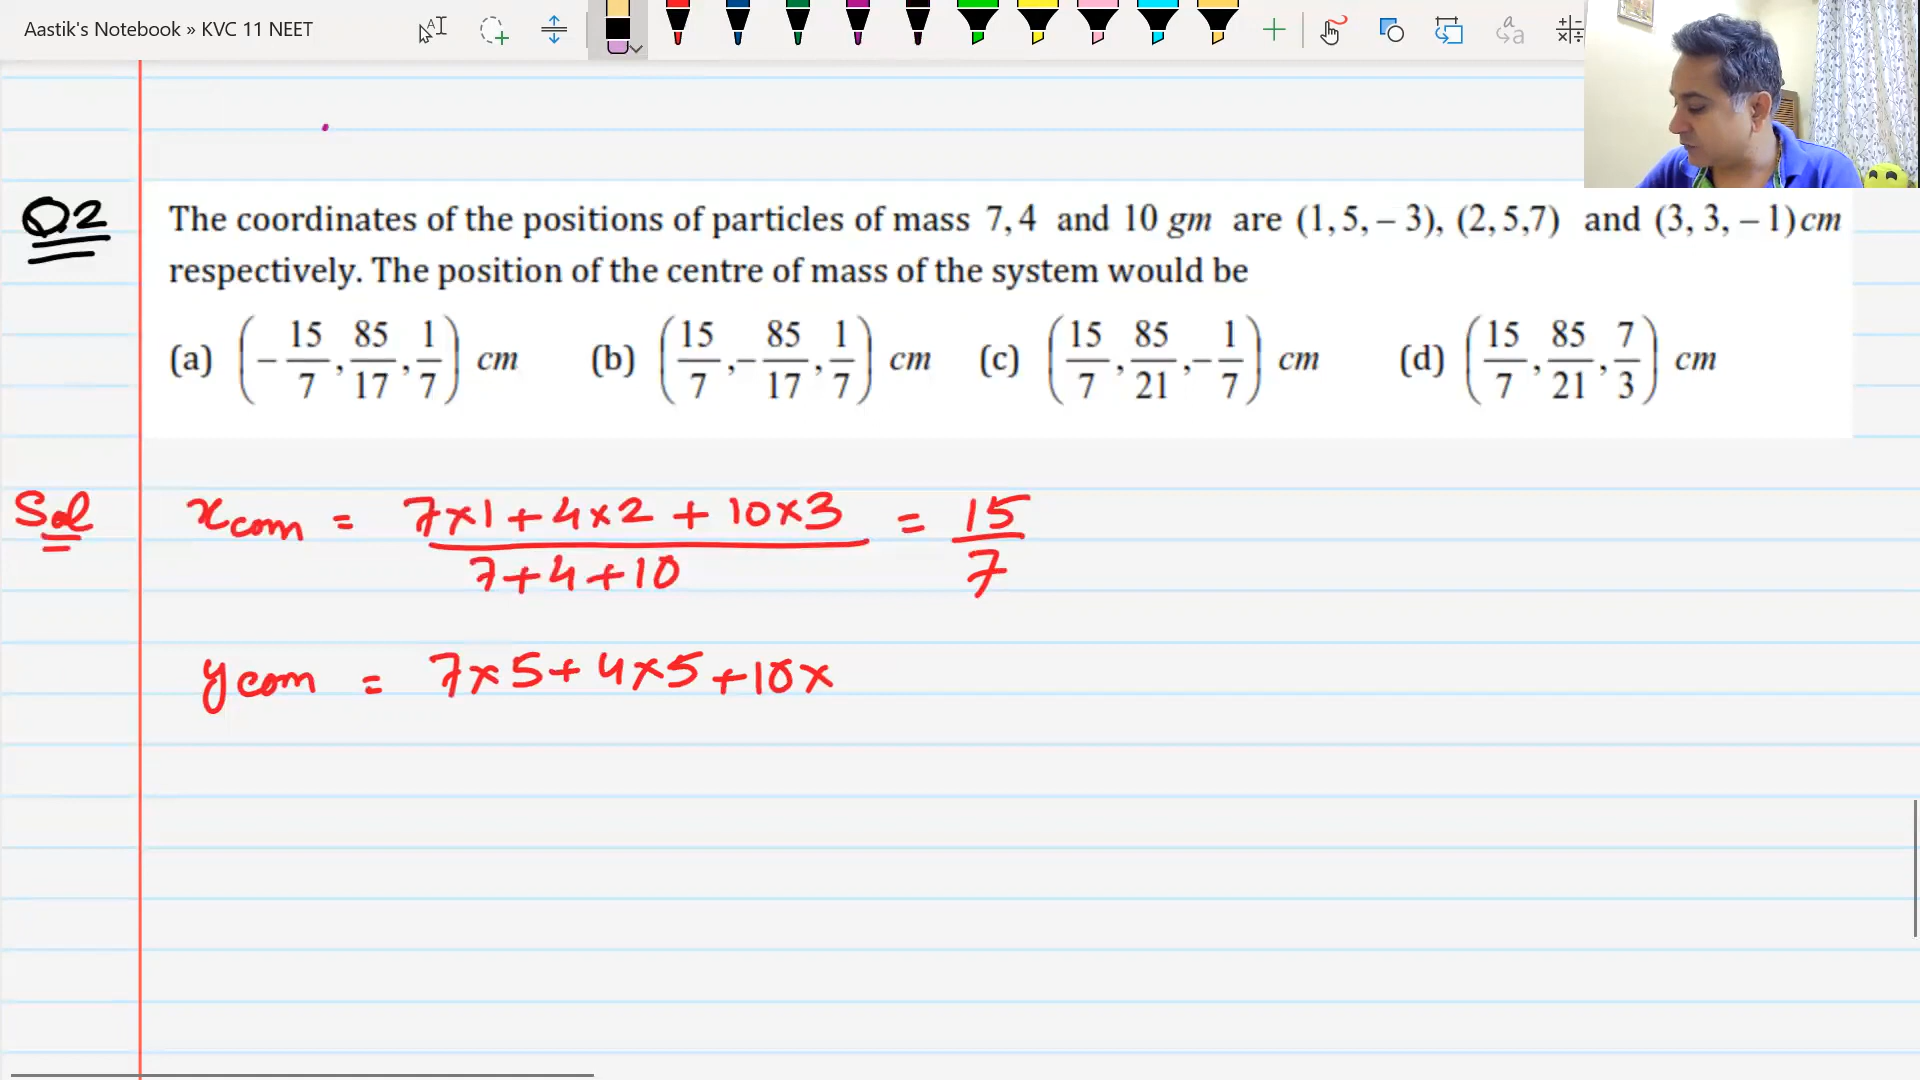 Aastik's Notebook » KVC 11 NEET
Q2
The coordinates of the positions of particles of mass 7, 4 and 10 gm are (1, 5, – 3), (2, 5,7) and (3, 3, – 1) cm
respectively. The position of the centre of mass of the system would be
(a) (–15/7, 85/17, 1/7) cm (b) (15/7, –85/17, 1/7) cm (c) (15/7, 85/21, –1/7) cm (d) (15/7, 85/21, 7/3) cm
Sol x com = 7×1 + 4×2 + 10×3 / 7+4+10 = 15/7
y com = 7×5 + 4×5 + 10×